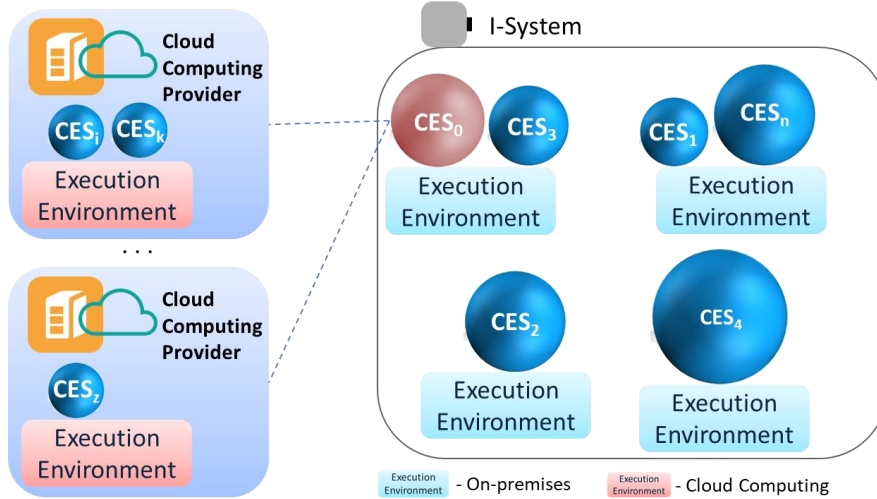 Cloud
Computing
Provider
CESi
CESk
Execution
Environment
. . .
Cloud
Computing
Provider
CESz
Execution
Environment
I-System
CES0
CES3
Execution
Environment
CES1
CESn
Execution
Environment
CES2
Execution
Environment
CES4
Execution
Environment
Execution
Environment
- On-premises
Execution
Environment
- Cloud Computing